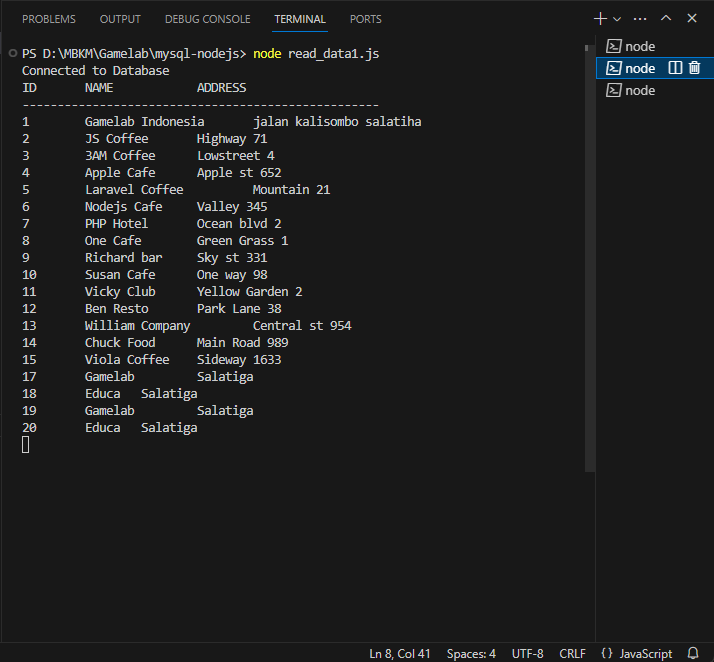 PROBLEMS OUTPUT DEBUG CONSOLE TERMINAL PORTS
PS D:\MBKM\Gamelab\mysql-nodejs> node read_data1.js
Connected to Database
ID NAME ADDRESS
---------------------------------------------------
1 Gamelab Indonesia jalan kalisombo salatiha
2 JS Coffee Highway 71
3 3AM Coffee Lowstreet 4
4 Apple Cafe Apple st 652
5 Laravel Coffee Mountain 21
6 Nodejs Cafe Valley 345
7 PHP Hotel Ocean blvd 2
8 One Cafe Green Grass 1
9 Richard bar Sky st 331
10 Susan Cafe One way 98
11 Vicky Club Yellow Garden 2
12 Ben Resto Park Lane 38
13 William Company Central st 954
14 Chuck Food Main Road 989
15 Viola Coffee Sideway 1633
17 Gamelab Salatiga
18 Educa Salatiga
19 Gamelab Salatiga
20 Educa Salatiga
node
node
node
Ln 8, Col 41 Spaces: 4 UTF-8 CRLF {} JavaScript